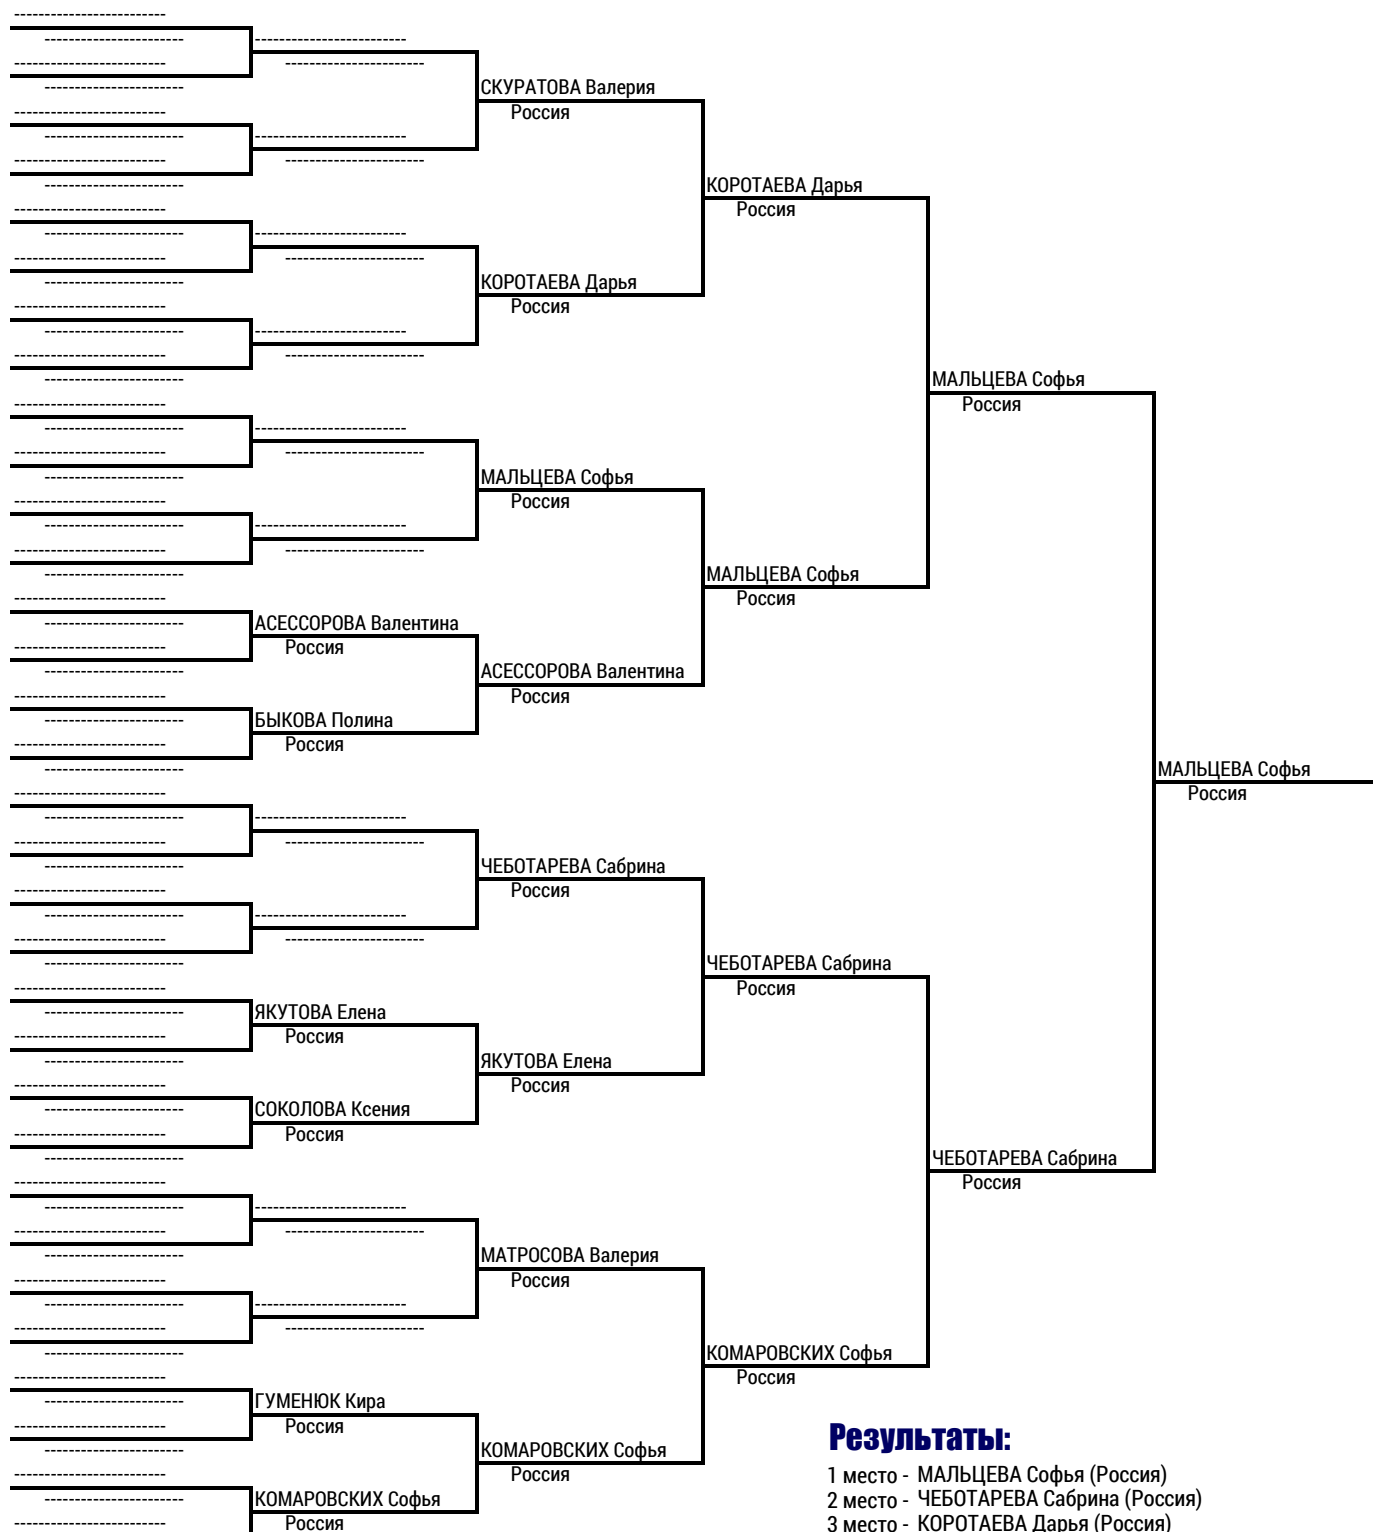 -------------------------
-----------------------
-------------------------
-----------------------
-------------------------
-----------------------
-------------------------
-----------------------
СКУРАТОВА Валерия
Россия
КОРОТАЕВА Дарья
Россия
КОРОТАЕВА Дарья
Россия
МАЛЬЦЕВА Софья
Россия
МАЛЬЦЕВА Софья
Россия
МАЛЬЦЕВА Софья
Россия
АСЕССОРОВА Валентина
Россия
АСЕССОРОВА Валентина
Россия
БЫКОВА Полина
Россия
МАЛЬЦЕВА Софья
Россия
ЧЕБОТАРЕВА Сабрина
Россия
ЧЕБОТАРЕВА Сабрина
Россия
ЯКУТОВА Елена
Россия
ЯКУТОВА Елена
Россия
СОКОЛОВА Ксения
Россия
ЧЕБОТАРЕВА Сабрина
Россия
МАТРОСОВА Валерия
Россия
КОМАРОВСКИХ Софья
Россия
ГУМЕНЮК Кира
Россия
КОМАРОВСКИХ Софья
Россия
КОМАРОВСКИХ Софья
Россия
Результаты:
1 место - МАЛЬЦЕВА Софья (Россия)
2 место - ЧЕБОТАРЕВА Сабрина (Россия)
3 место - КОРОТАЕВА Дарья (Россия)